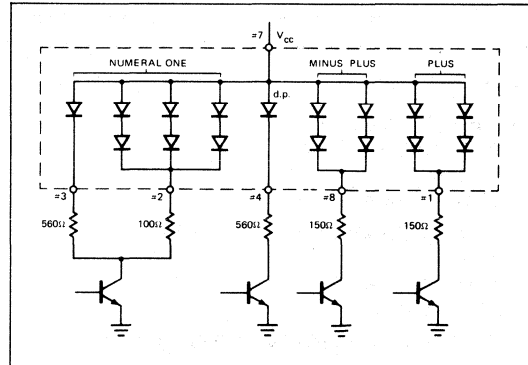 =7 Vcc
NUMERAL ONE
MINUS PLUS
PLUS
d.p.
=3
=2
=4
=8
=1
560Ω
100Ω
560Ω
150Ω
150Ω